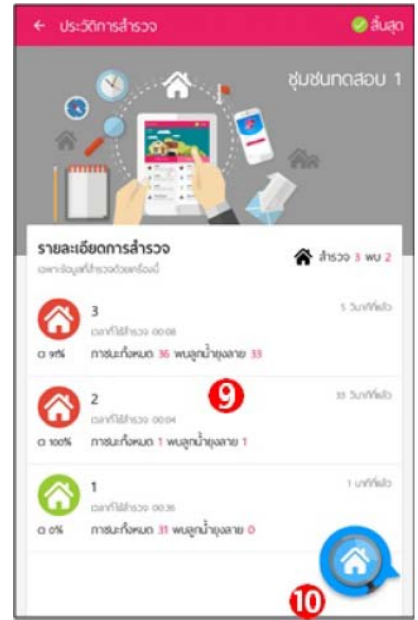 ← ประวัติการสำรวจ
สิ้นสุด
ชุมชนทดสอบ 1
รายละเอียดการสำรวจ
เฉพาะข้อมูลที่สำรวจด้วยเครื่องนี้
สำรวจ 3 พบ 2
3
5 วินาทีที่แล้ว
เวลาที่ใช้สำรวจ 00:08
91%
ภาชนะทั้งหมด 36 พบลูกน้ำยุงลาย 33
2
33 วินาทีที่แล้ว
เวลาที่ใช้สำรวจ 00:04
100%
ภาชนะทั้งหมด 1 พบลูกน้ำยุงลาย 1
9
1
1 นาทีที่แล้ว
เวลาที่ใช้สำรวจ 00:36
0%
ภาชนะทั้งหมด 31 พบลูกน้ำยุงลาย 0
10